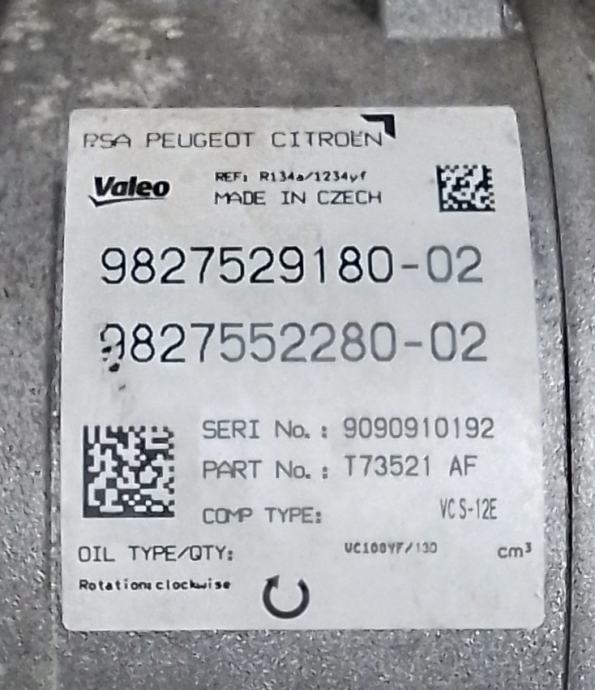 PSA PEUGEOT CITROËN
Valeo
REF: R134a/1234yf
MADE IN CZECH
9827529180-02
9827552280-02
SERI No.: 9090910192
PART No.: T73521 AF
COMP TYPE: VCS-12E
OIL TYPE/QTY: VC100YF/130 cm³
Rotation:clockwise